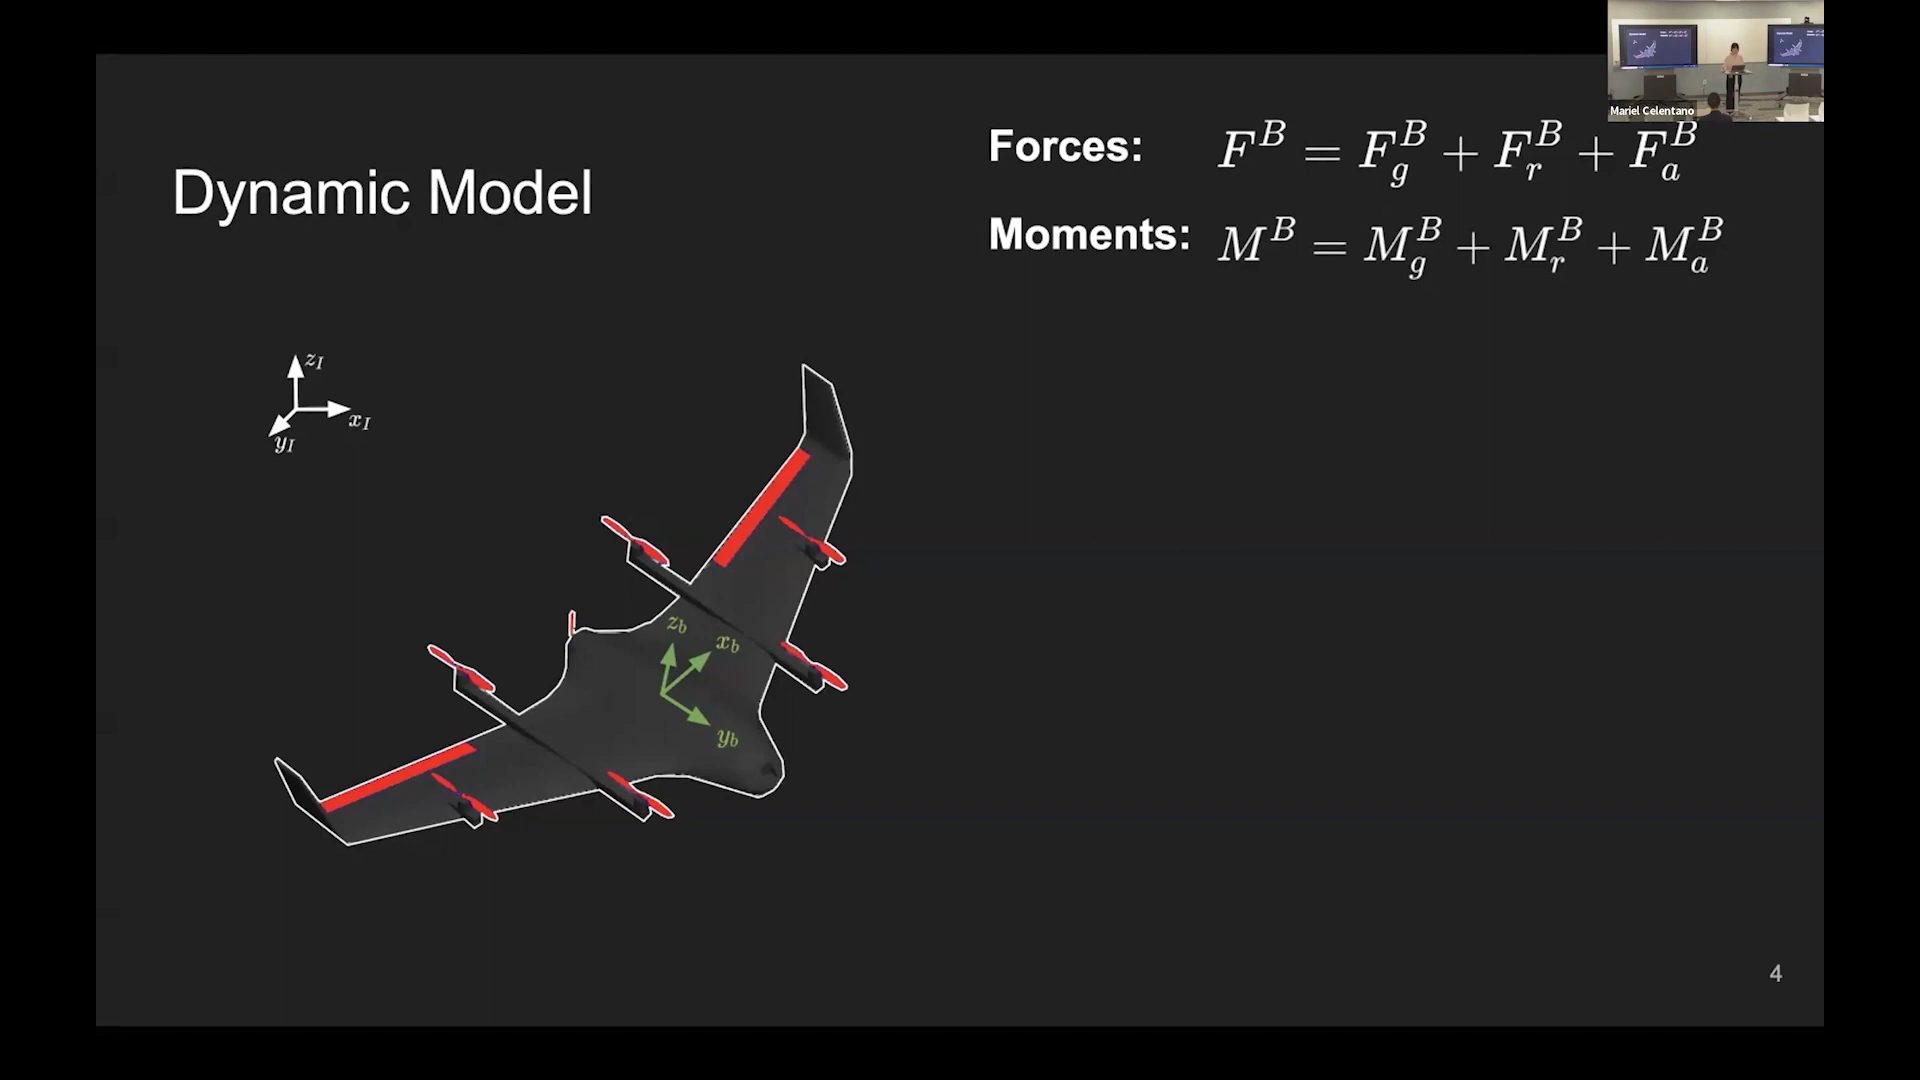 Mariel Celentano
Dynamic Model
Forces: F^B = F_g^B + F_r^B + F_a^B
Moments: M^B = M_g^B + M_r^B + M_a^B
z_I
x_I
y_I
z_b
x_b
y_b
4